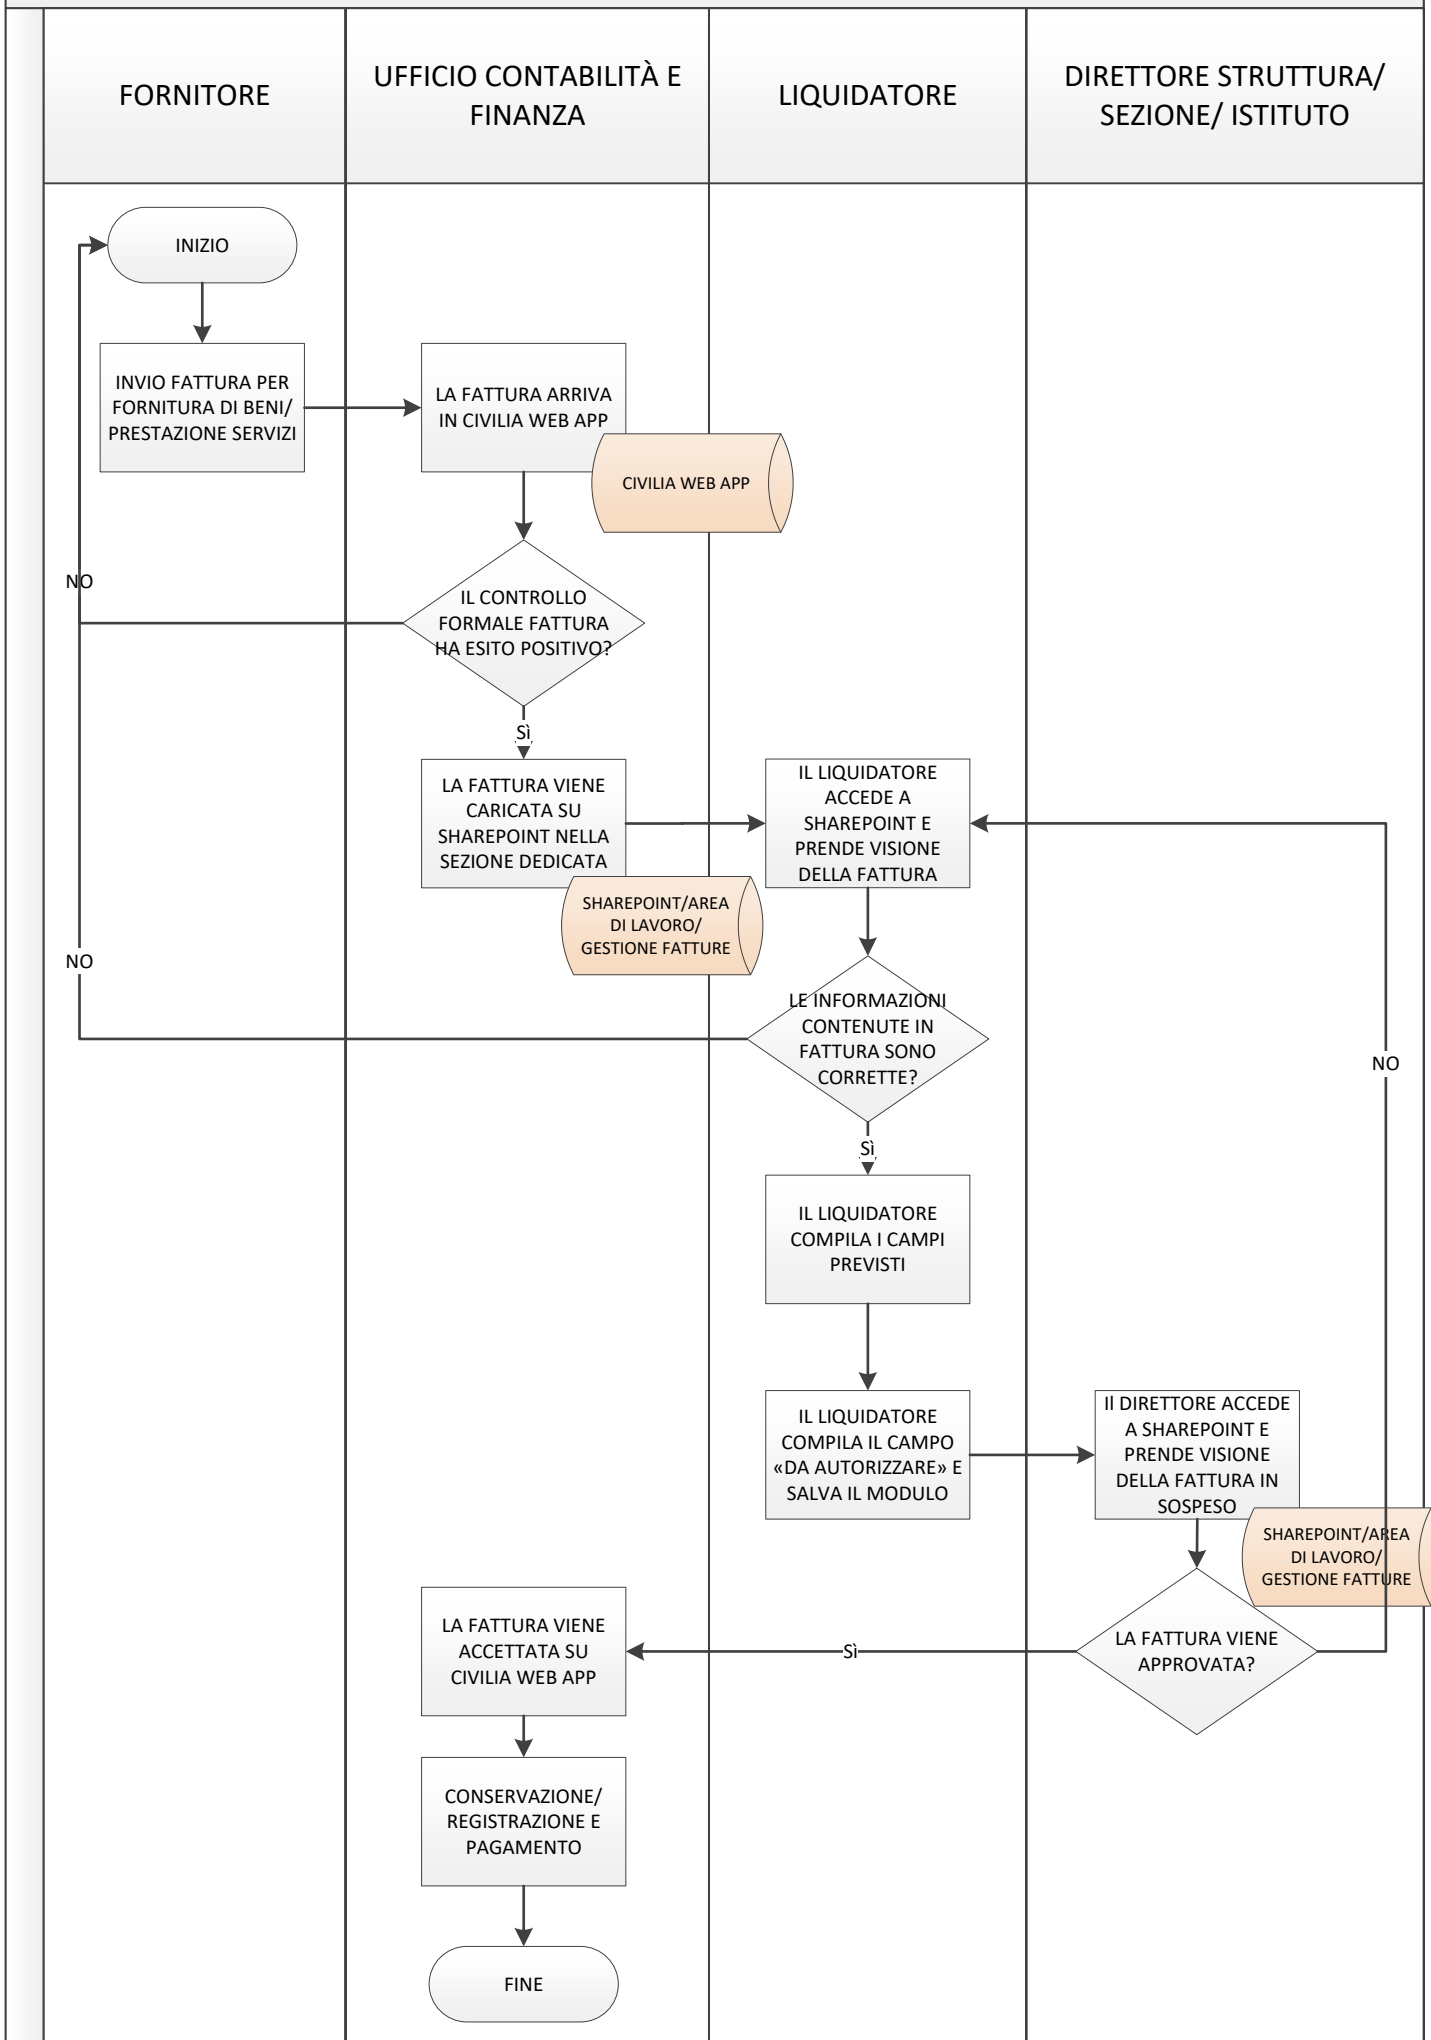 FORNITORE
UFFICIO CONTABILITÀ E
FINANZA
LIQUIDATORE
DIRETTORE STRUTTURA/
SEZIONE/ ISTITUTO
INIZIO
INVIO FATTURA PER
FORNITURA DI BENI/
PRESTAZIONE SERVIZI
LA FATTURA ARRIVA
IN CIVILIA WEB APP
CIVILIA WEB APP
NO
IL CONTROLLO
FORMALE FATTURA
HA ESITO POSITIVO?
Sì
LA FATTURA VIENE
CARICATA SU
SHAREPOINT NELLA
SEZIONE DEDICATA
SHAREPOINT/AREA
DI LAVORO/
GESTIONE FATTURE
IL LIQUIDATORE
ACCEDE A
SHAREPOINT E
PRENDE VISIONE
DELLA FATTURA
NO
LE INFORMAZIONI
CONTENUTE IN
FATTURA SONO
CORRETTE?
NO
Sì
IL LIQUIDATORE
COMPILA I CAMPI
PREVISTI
IL LIQUIDATORE
COMPILA IL CAMPO
«DA AUTORIZZARE» E
SALVA IL MODULO
Il DIRETTORE ACCEDE
A SHAREPOINT E
PRENDE VISIONE
DELLA FATTURA IN
SOSPESO
SHAREPOINT/AREA
DI LAVORO/
GESTIONE FATTURE
LA FATTURA VIENE
APPROVATA?
Sì
LA FATTURA VIENE
ACCETTATA SU
CIVILIA WEB APP
CONSERVAZIONE/
REGISTRAZIONE E
PAGAMENTO
FINE